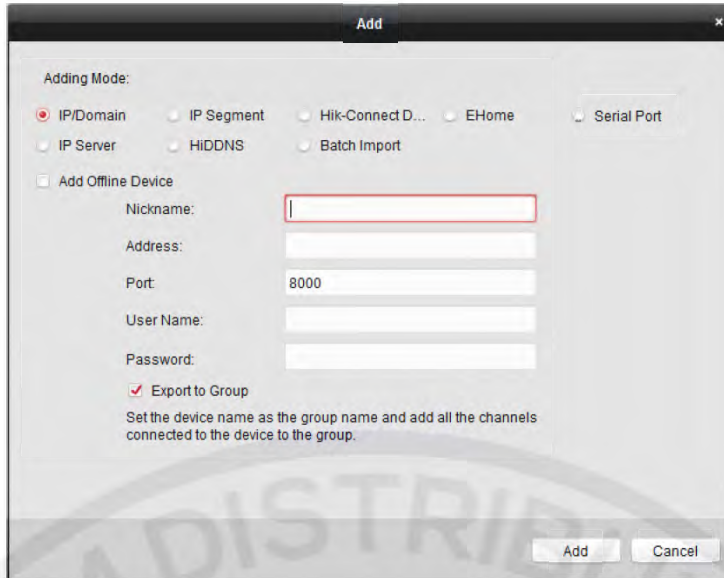 Add
×
Adding Mode:
IP/Domain IP Segment Hik-Connect D... EHome Serial Port
IP Server HiDDNS Batch Import
Add Offline Device
Nickname:
Address:
Port: 8000
User Name:
Password:
Export to Group
Set the device name as the group name and add all the channels
connected to the device to the group.
ADISTRIB
Add Cancel